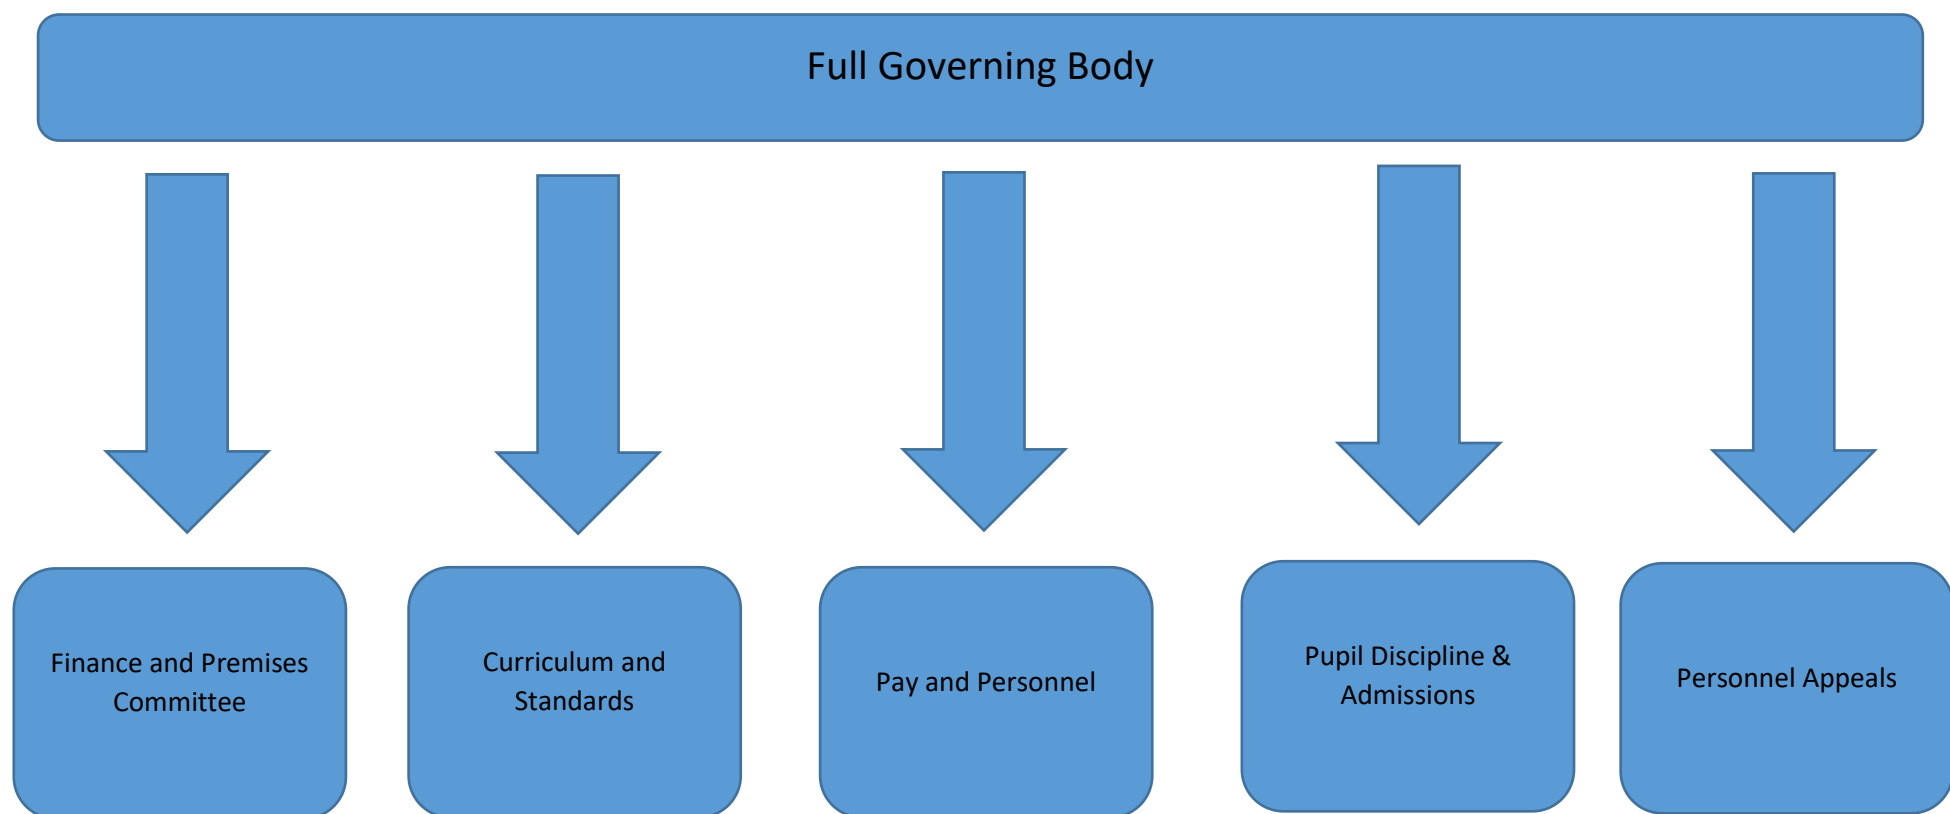 Full Governing Body
Finance and Premises
Committee
Curriculum and
Standards
Pay and Personnel
Pupil Discipline &
Admissions
Personnel Appeals